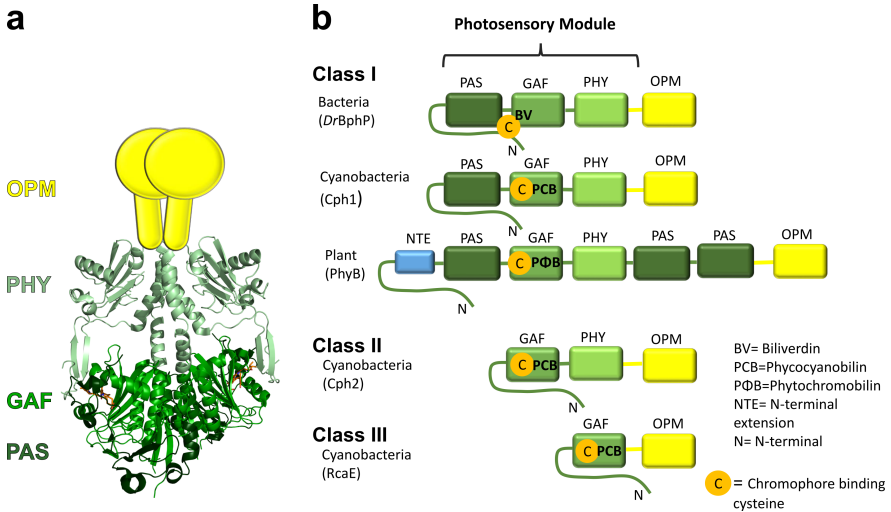 a
OPM
PHY
GAF
PAS
b
Photosensory Module
Class I
Bacteria
(DrBphP)
PAS GAF PHY OPM
BV
C
N
Cyanobacteria
(Cph1)
PAS GAF PHY OPM
C PCB
N
Plant
(PhyB)
NTE PAS GAF PHY PAS PAS OPM
C PΦB
N
Class II
Cyanobacteria
(Cph2)
GAF PHY OPM
C PCB
N
Class III
Cyanobacteria
(RcaE)
GAF OPM
C PCB
N
BV= Biliverdin
PCB=Phycocyanobilin
PΦB=Phytochromobilin
NTE= N-terminal
extension
N= N-terminal
C = Chromophore binding
cysteine